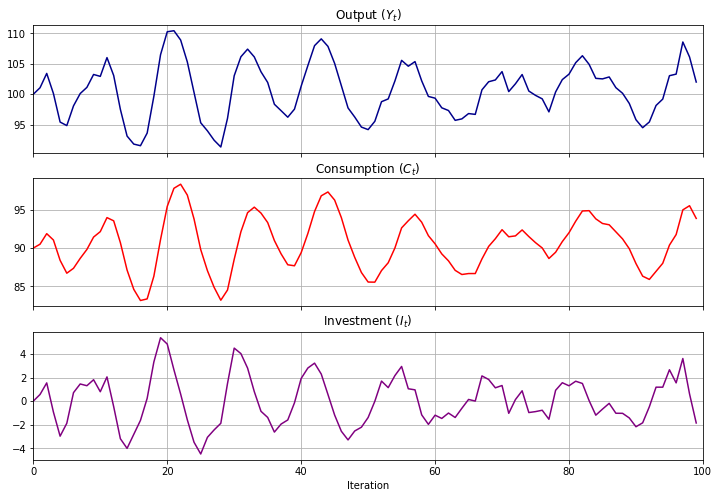 Output (Y_t)
110
105
100
95
Consumption (C_t)
95
90
85
Investment (I_t)
4
2
0
−2
−4
0 20 40 60 80 100
Iteration